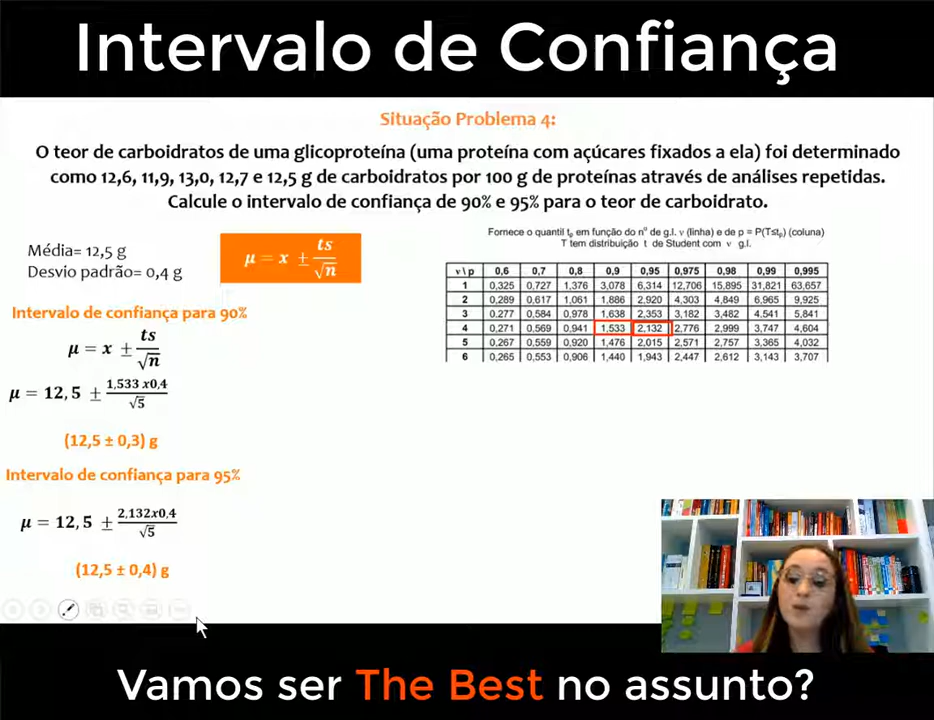 Intervalo de Confiança
Situação Problema 4:
O teor de carboidratos de uma glicoproteína (uma proteína com açúcares fixados a ela) foi determinado
como 12,6, 11,9, 13,0, 12,7 e 12,5 g de carboidratos por 100 g de proteínas através de análises repetidas.
Calcule o intervalo de confiança de 90% e 95% para o teor de carboidrato.
Média= 12,5 g
Desvio padrão= 0,4 g
μ = x ± ts/√n
Intervalo de confiança para 90%
μ = x ± ts/√n
μ = 12,5 ± 1,533 x0,4/√5
(12,5 ± 0,3) g
Intervalo de confiança para 95%
μ = 12,5 ± 2,132x0,4/√5
(12,5 ± 0,4) g
Fornece o quantil tp em função do nº de g.l. ν (linha) e de p = P(T≤tp) (coluna)
T tem distribuição t de Student com ν g.l.
ν \ p 0,6 0,7 0,8 0,9 0,95 0,975 0,98 0,99 0,995
1 0,325 0,727 1,376 3,078 6,314 12,706 15,895 31,821 63,657
2 0,289 0,617 1,061 1,886 2,920 4,303 4,849 6,965 9,925
3 0,277 0,584 0,978 1,638 2,353 3,182 3,482 4,541 5,841
4 0,271 0,569 0,941 1,533 2,132 2,776 2,999 3,747 4,604
5 0,267 0,559 0,920 1,476 2,015 2,571 2,757 3,365 4,032
6 0,265 0,553 0,906 1,440 1,943 2,447 2,612 3,143 3,707
Vamos ser The Best no assunto?